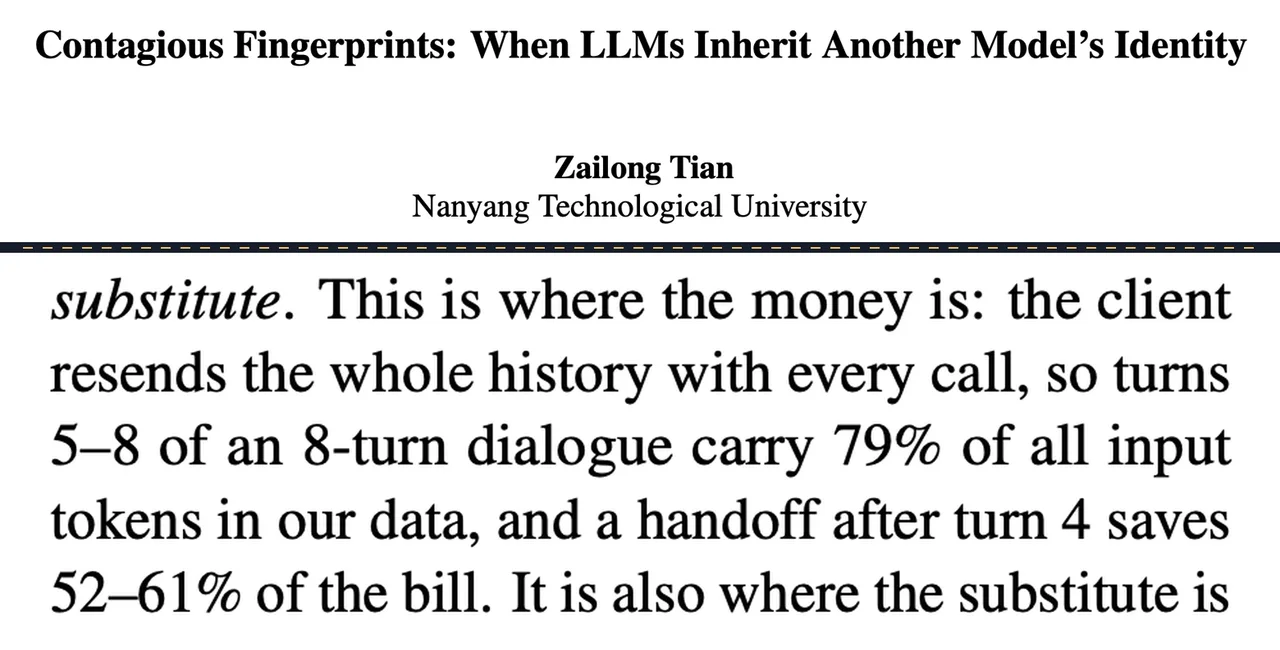 Contagious Fingerprints: When LLMs Inherit Another Model’s Identity
Zailong Tian
Nanyang Technological University
substitute. This is where the money is: the client
resends the whole history with every call, so turns
5–8 of an 8-turn dialogue carry 79% of all input
tokens in our data, and a handoff after turn 4 saves
52–61% of the bill. It is also where the substitute is